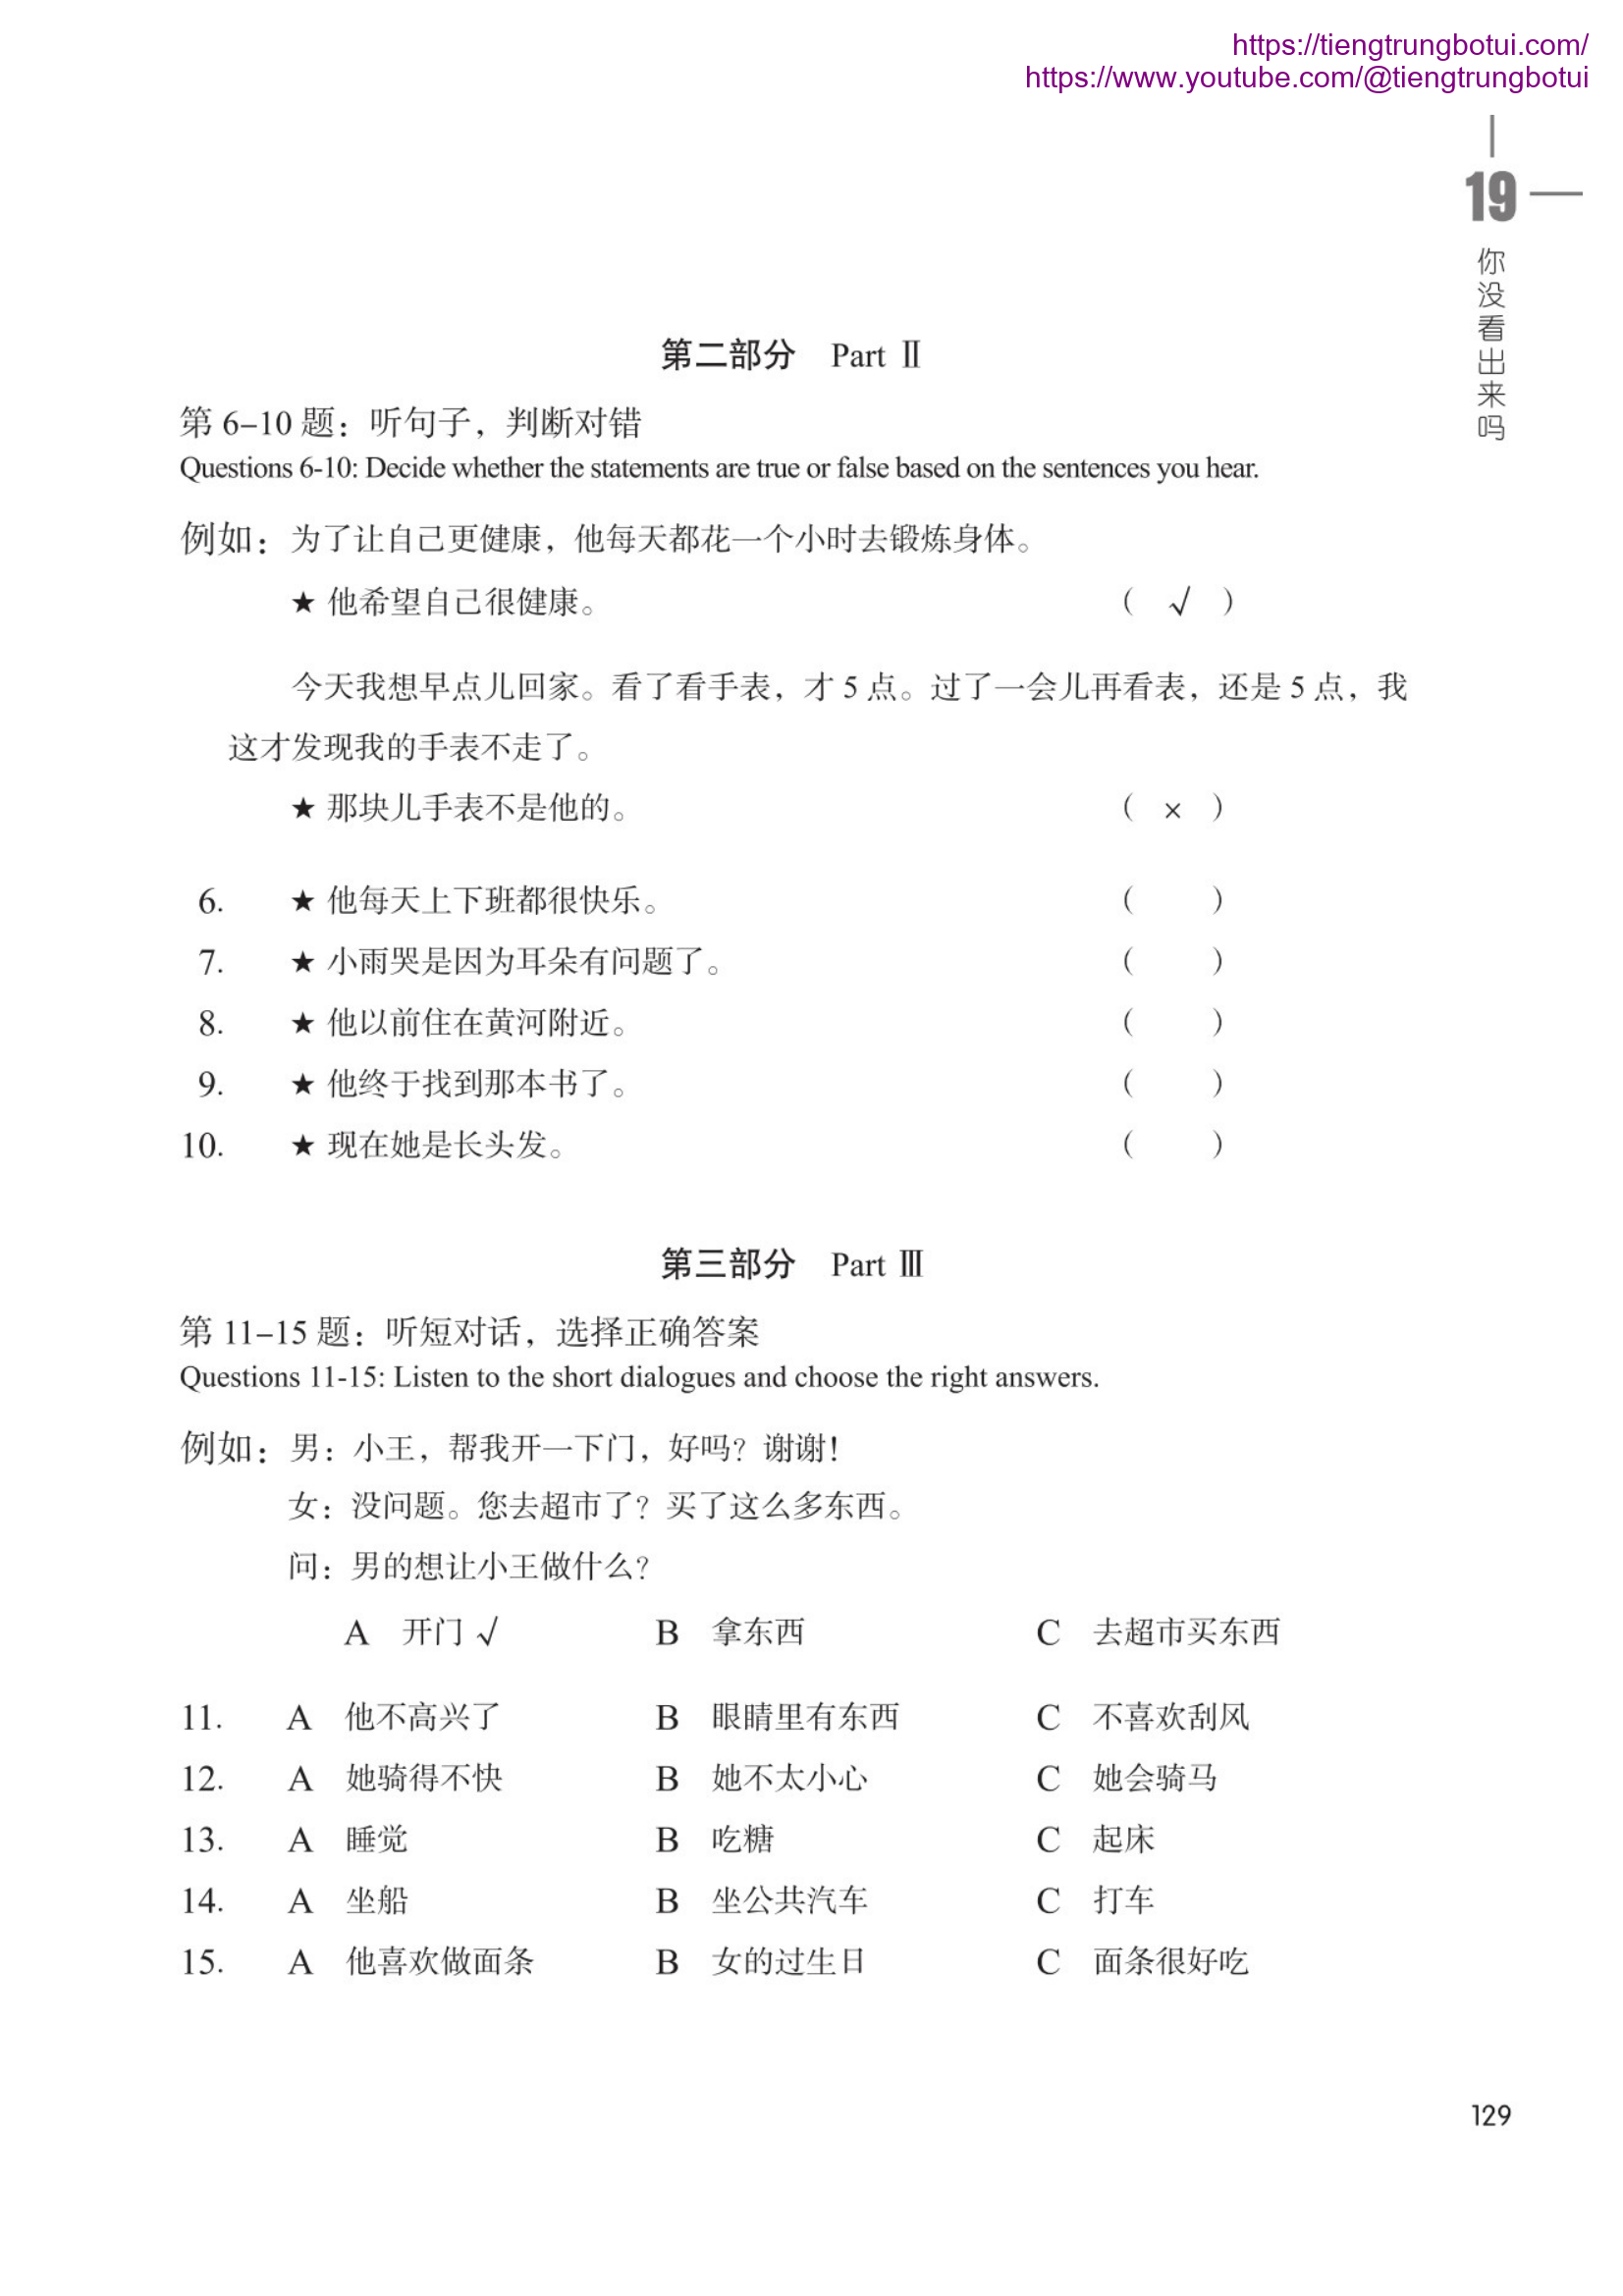 https://tiengtrungbotui.com/
https://www.youtube.com/@tiengtrungbotui
19
你没看出来吗
第二部分 Part Ⅱ
第 6–10 题：听句子，判断对错
Questions 6-10: Decide whether the statements are true or false based on the sentences you hear.
例如：为了让自己更健康，他每天都花一个小时去锻炼身体。
★ 他希望自己很健康。 （ √ ）
今天我想早点儿回家。看了看手表，才 5 点。过了一会儿再看表，还是 5 点，我
这才发现我的手表不走了。
★ 那块儿手表不是他的。 （ × ）
6. ★ 他每天上下班都很快乐。 （ ）
7. ★ 小雨哭是因为耳朵有问题了。 （ ）
8. ★ 他以前住在黄河附近。 （ ）
9. ★ 他终于找到那本书了。 （ ）
10. ★ 现在她是长头发。 （ ）
第三部分 Part Ⅲ
第 11–15 题：听短对话，选择正确答案
Questions 11-15: Listen to the short dialogues and choose the right answers.
例如：男：小王，帮我开一下门，好吗？谢谢！
女：没问题。您去超市了？买了这么多东西。
问：男的想让小王做什么？
A 开门 √ B 拿东西 C 去超市买东西
11. A 他不高兴了 B 眼睛里有东西 C 不喜欢刮风
12. A 她骑得不快 B 她不太小心 C 她会骑马
13. A 睡觉 B 吃糖 C 起床
14. A 坐船 B 坐公共汽车 C 打车
15. A 他喜欢做面条 B 女的过生日 C 面条很好吃
129